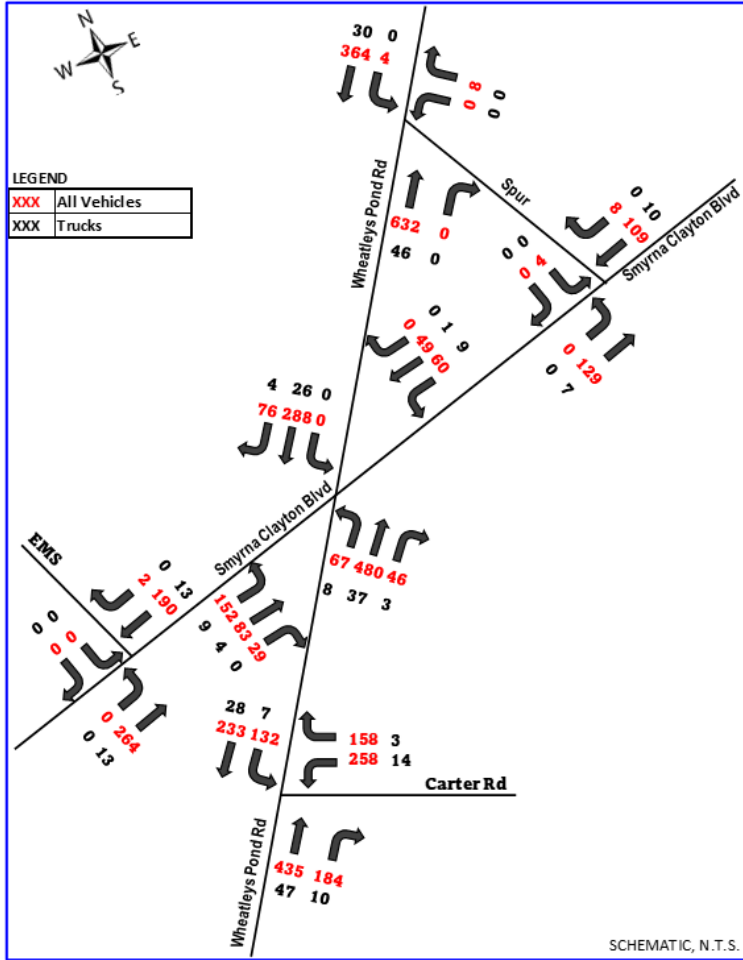 N
E
W
S
30 0
364 4
0 8
0 0
LEGEND
XXX All Vehicles
XXX Trucks
Wheatleys Pond Rd
Spur
632 0
46 0
0 10
8 109
Smyrna Clayton Blvd
0 0
0 4
0 129
0 7
0 1 9
0 49 60
4 26 0
76 288 0
Smyrna Clayton Blvd
67 480 46
8 37 3
EMS
0 13
2 190
0 0
0 0
152 83 29
9 4 0
0 264
0 13
28 7
233 132
158 3
258 14
Carter Rd
Wheatleys Pond Rd
435 184
47 10
SCHEMATIC, N.T.S.